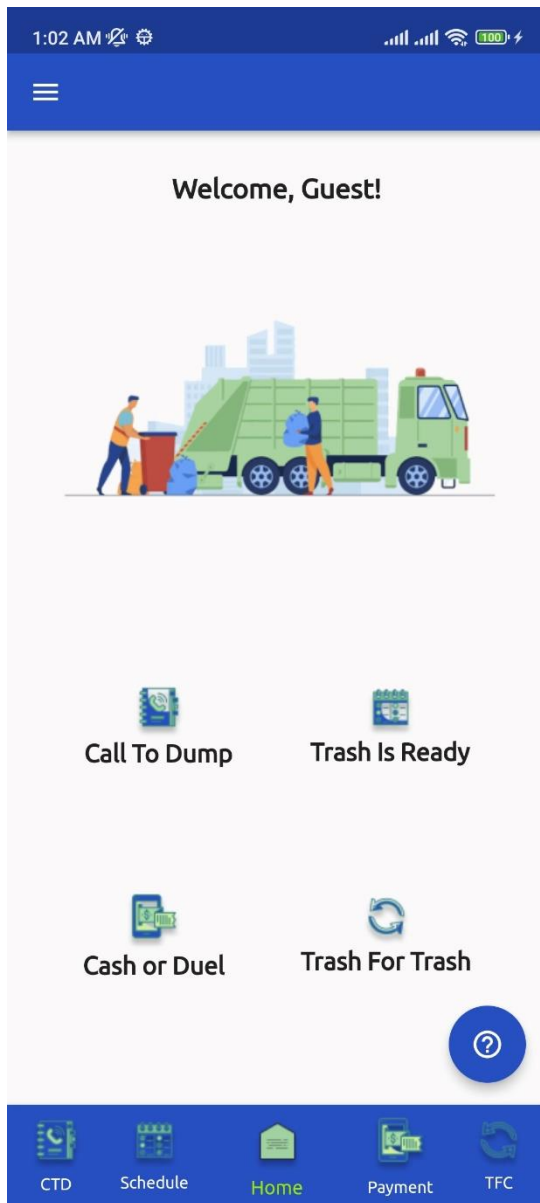 1:02 AM
100
Welcome, Guest!
Call To Dump
Trash Is Ready
Cash or Duel
Trash For Trash
CTD
Schedule
Home
Payment
TFC